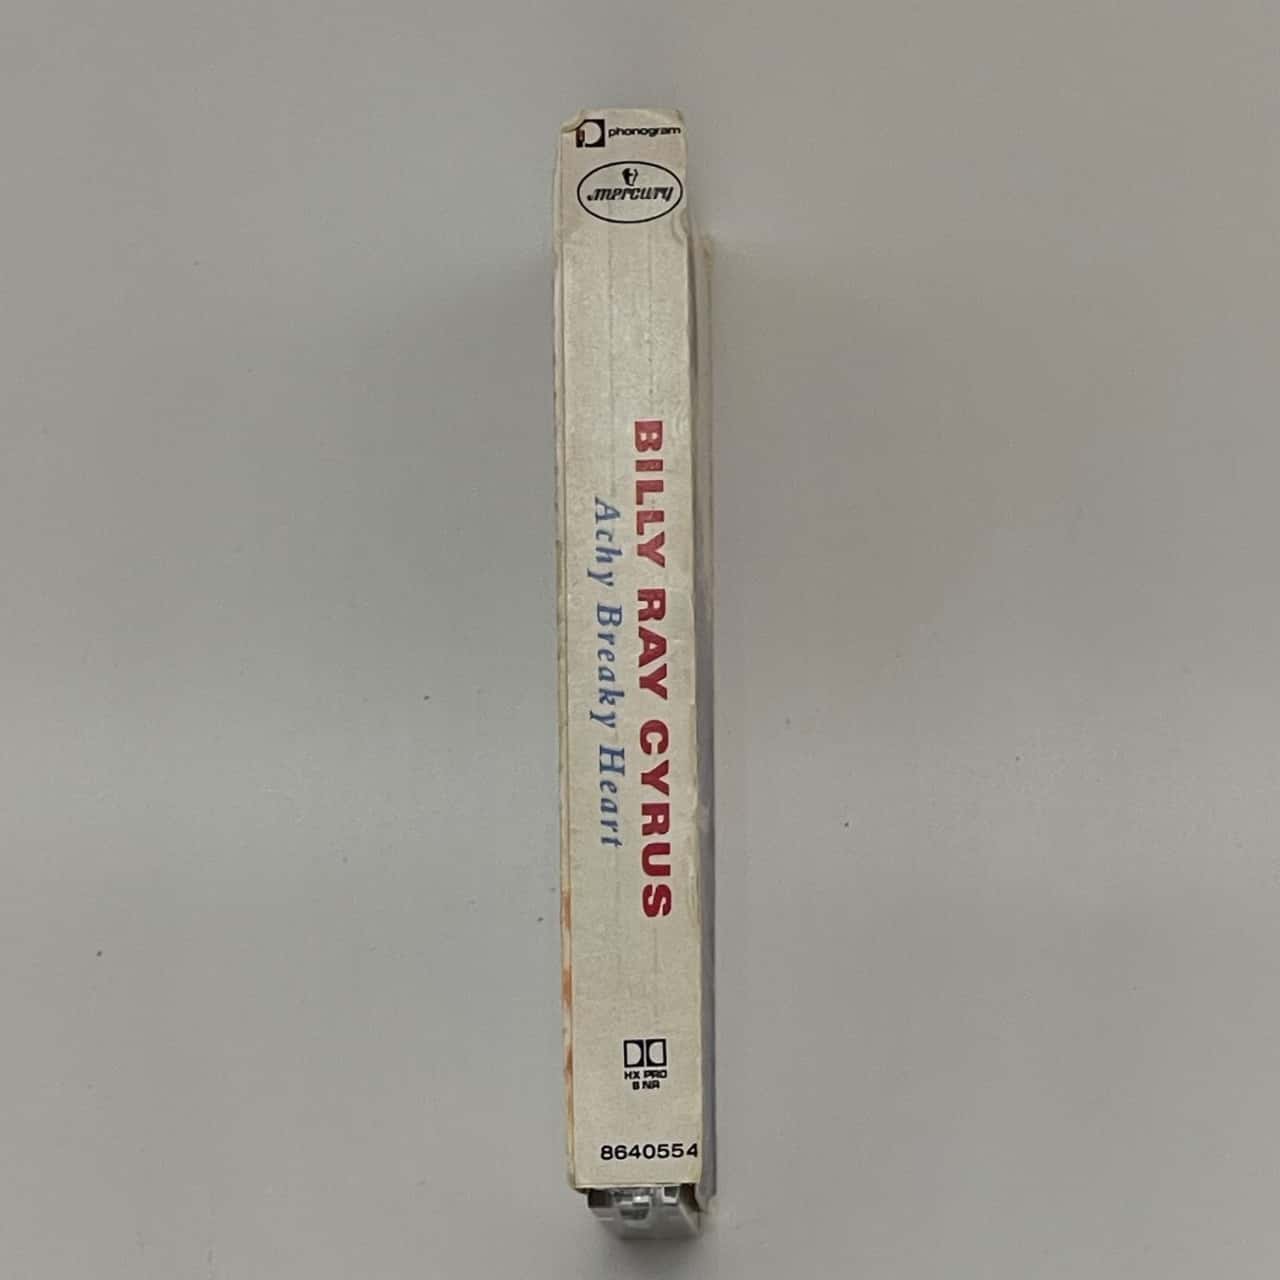 phonogram
mercury
BILLY RAY CYRUS
Achy Breaky Heart
HX PRO
B NR
8640554